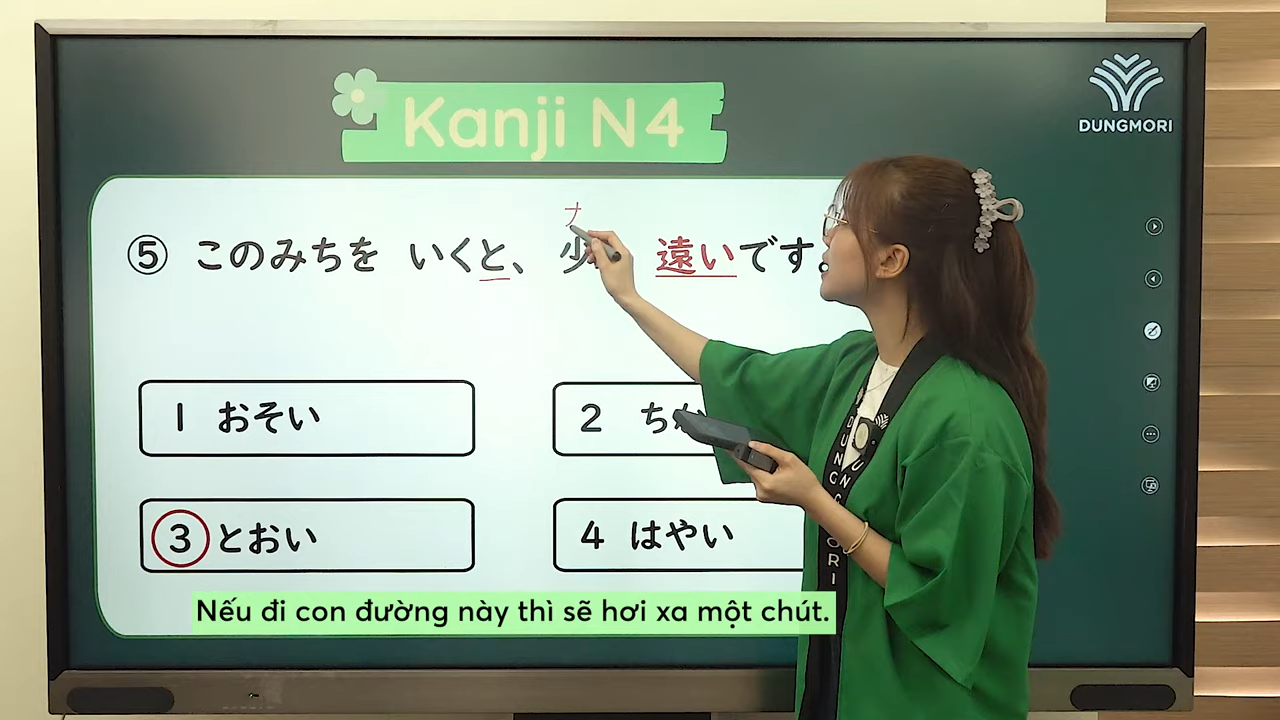 Kanji N4
DUNGMORI
⑤ このみちを いくと、 少 遠いです。
1 おそい
2 ち
③ とおい
4 はやい
Nếu đi con đường này thì sẽ hơi xa một chút.